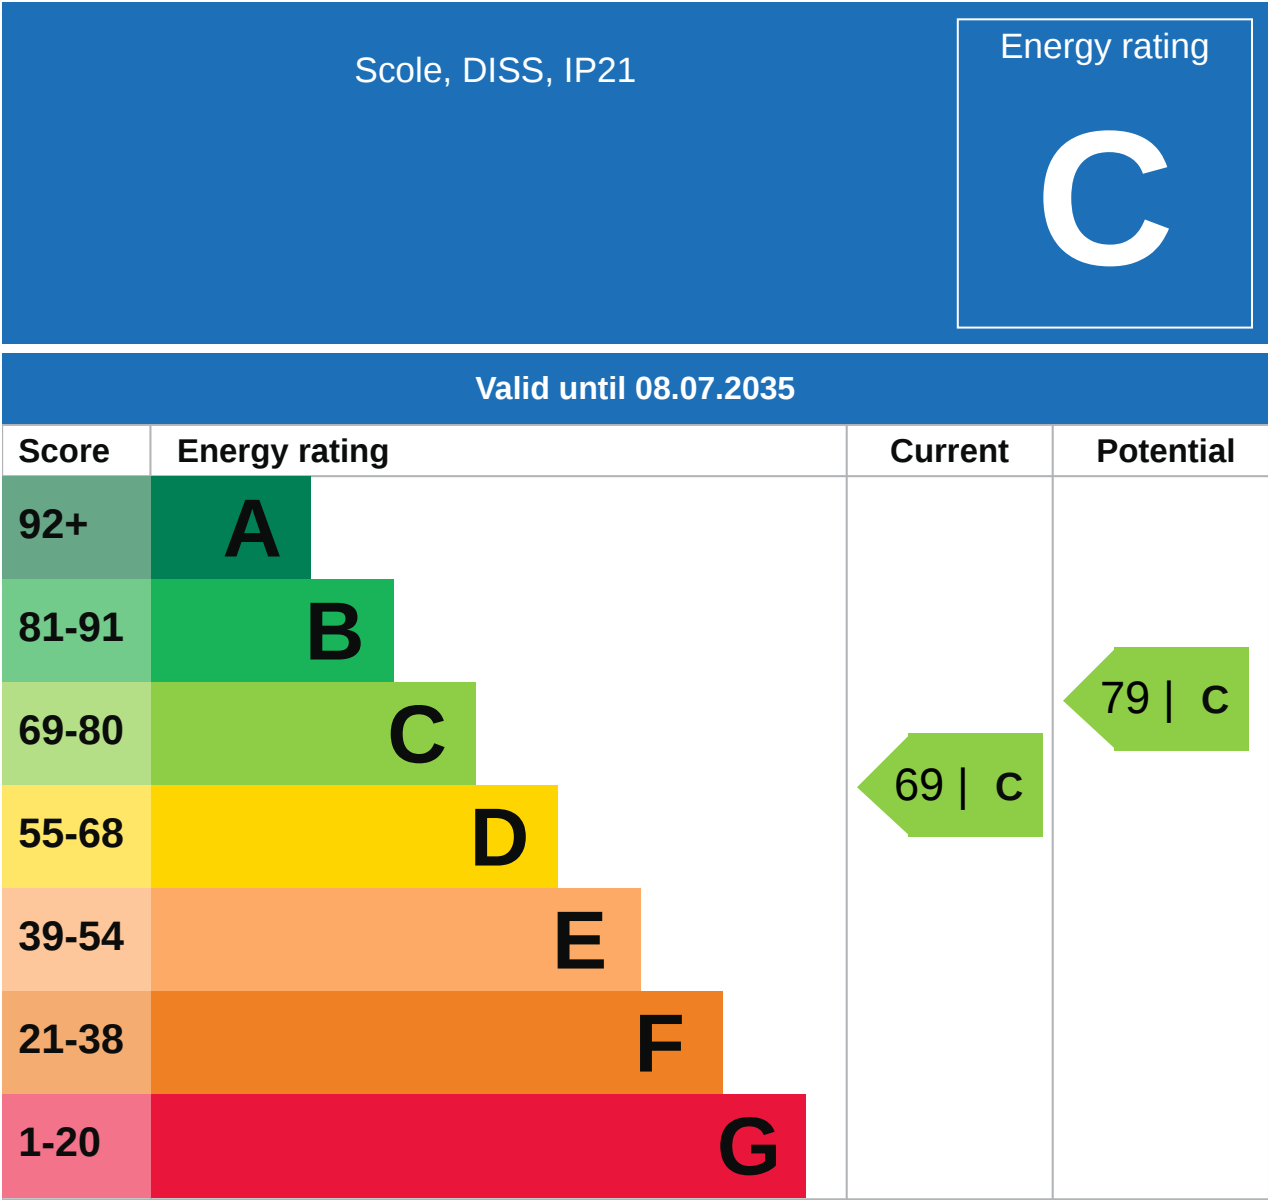 Scole, DISS, IP21
Energy rating
C
Valid until 08.07.2035
Score Energy rating Current Potential
92+ A
81-91 B
79 | C
69-80 C
69 | C
55-68 D
39-54 E
21-38 F
1-20 G